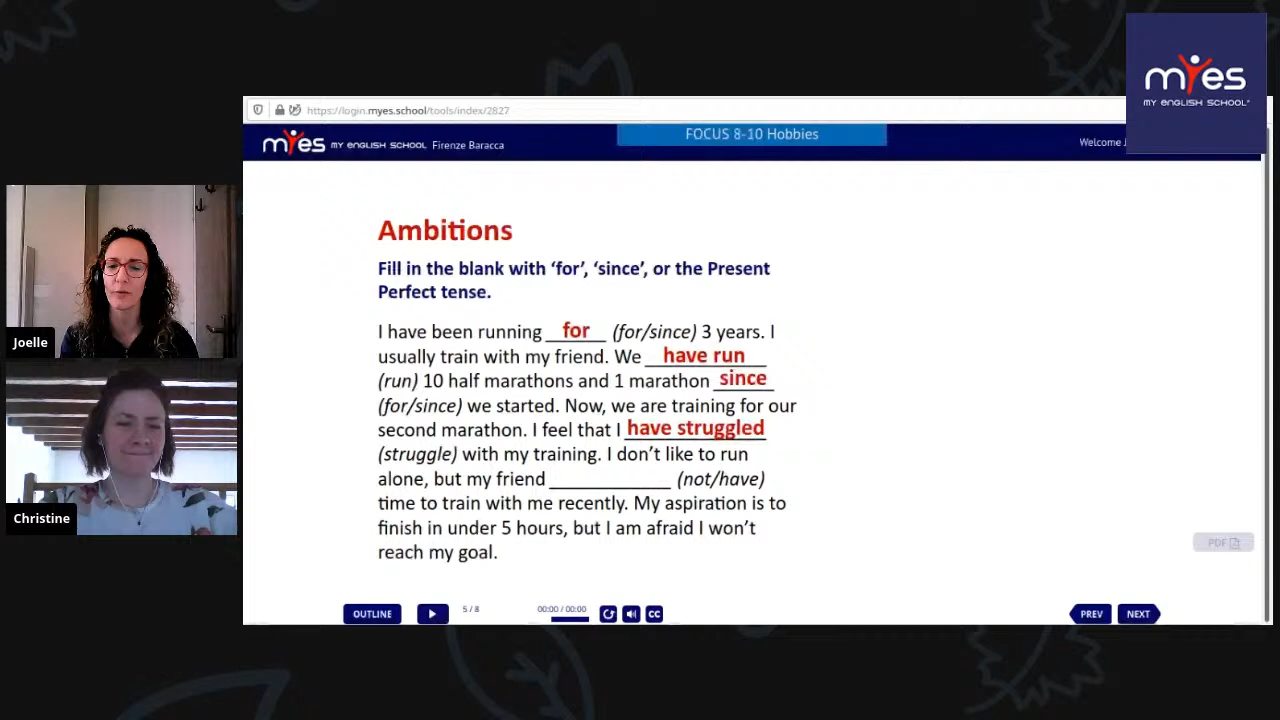 myes
MY ENGLISH SCHOOL
https://login.myes.school/tools/index/2827
myes MY ENGLISH SCHOOL Firenze Baracca
FOCUS 8-10 Hobbies
Welcome J
Ambitions
Fill in the blank with ‘for’, ‘since’, or the Present
Perfect tense.
I have been running __for__ (for/since) 3 years. I
usually train with my friend. We __have run__
(run) 10 half marathons and 1 marathon __since__
(for/since) we started. Now, we are training for our
second marathon. I feel that I have struggled
(struggle) with my training. I don’t like to run
alone, but my friend ____________ (not/have)
time to train with me recently. My aspiration is to
finish in under 5 hours, but I am afraid I won’t
reach my goal.
Joelle
Christine
PDF
OUTLINE
5 / 8
00:00 / 00:00
CC
PREV
NEXT